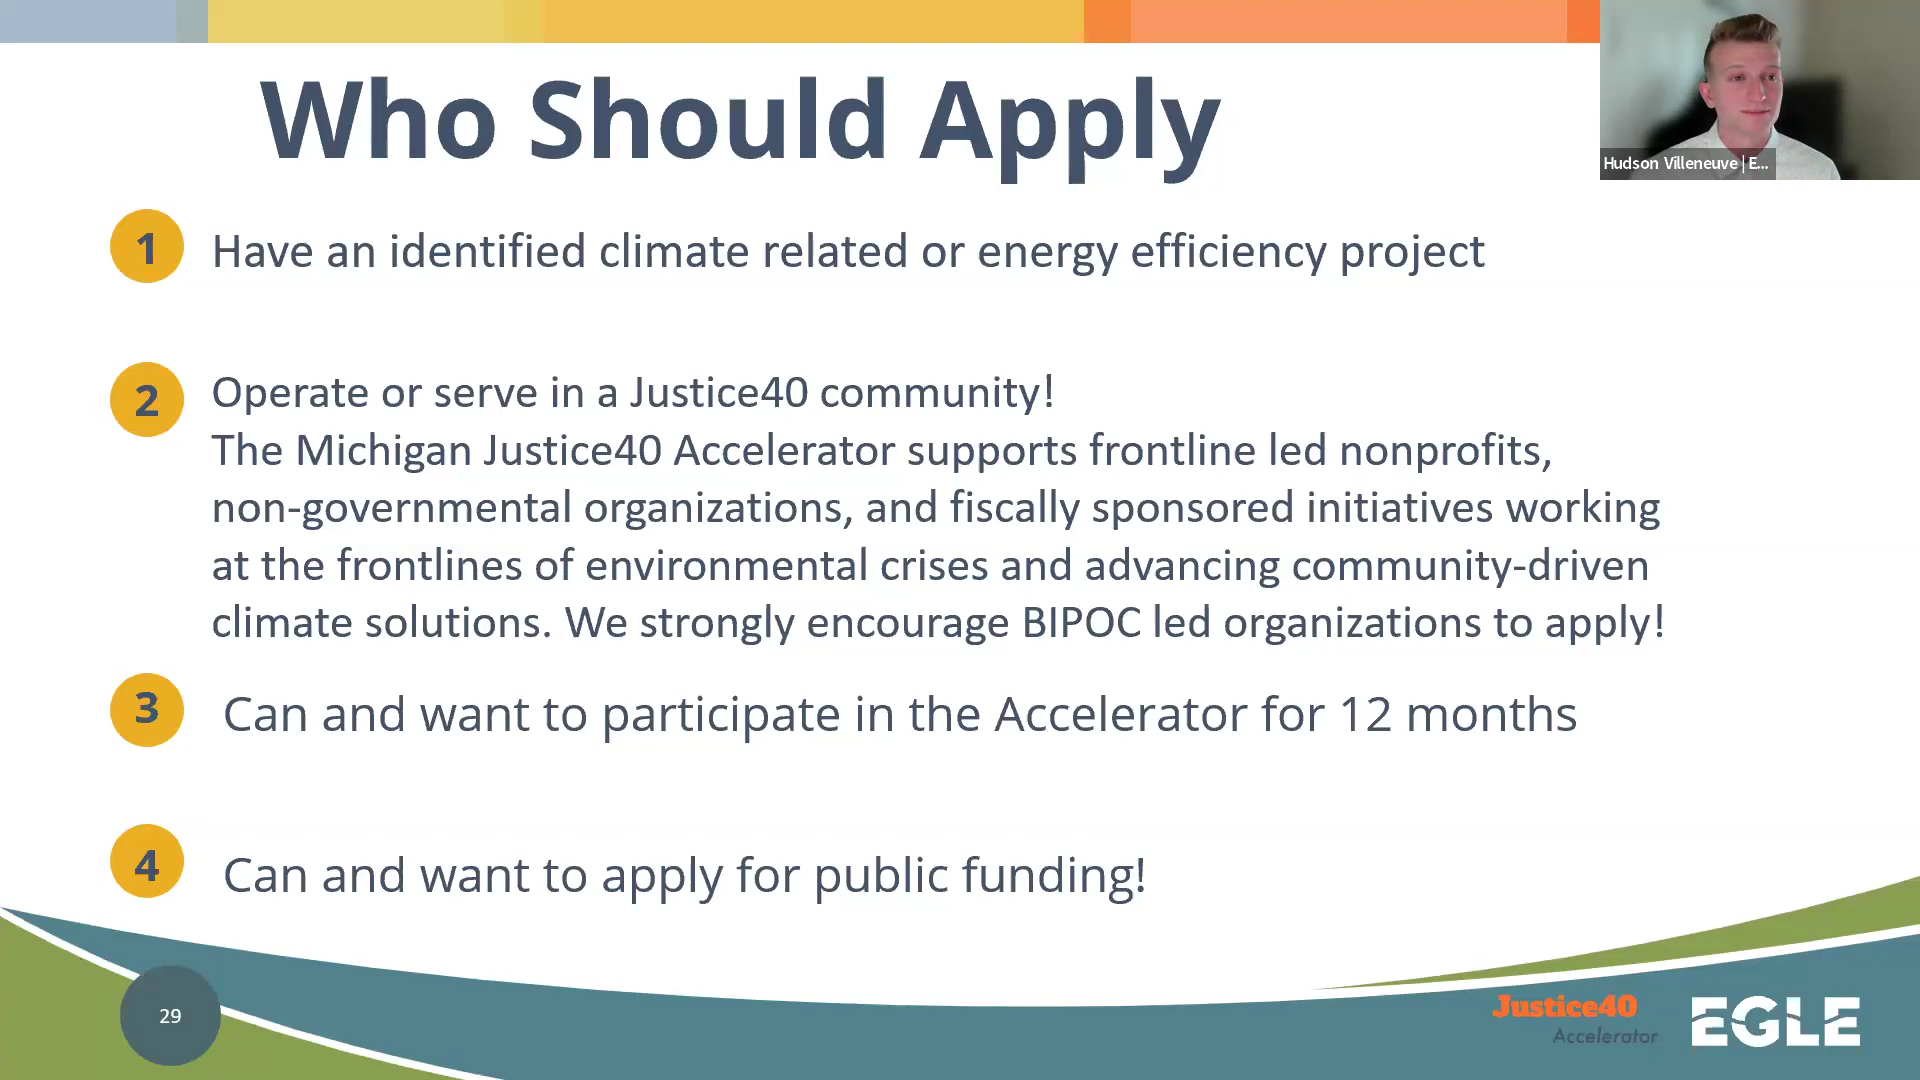 Who Should Apply
Hudson Villeneuve | E...
1 Have an identified climate related or energy efficiency project
2 Operate or serve in a Justice40 community!
The Michigan Justice40 Accelerator supports frontline led nonprofits,
non-governmental organizations, and fiscally sponsored initiatives working
at the frontlines of environmental crises and advancing community-driven
climate solutions. We strongly encourage BIPOC led organizations to apply!
3 Can and want to participate in the Accelerator for 12 months
4 Can and want to apply for public funding!
29
Justice40
Accelerator
EGLE